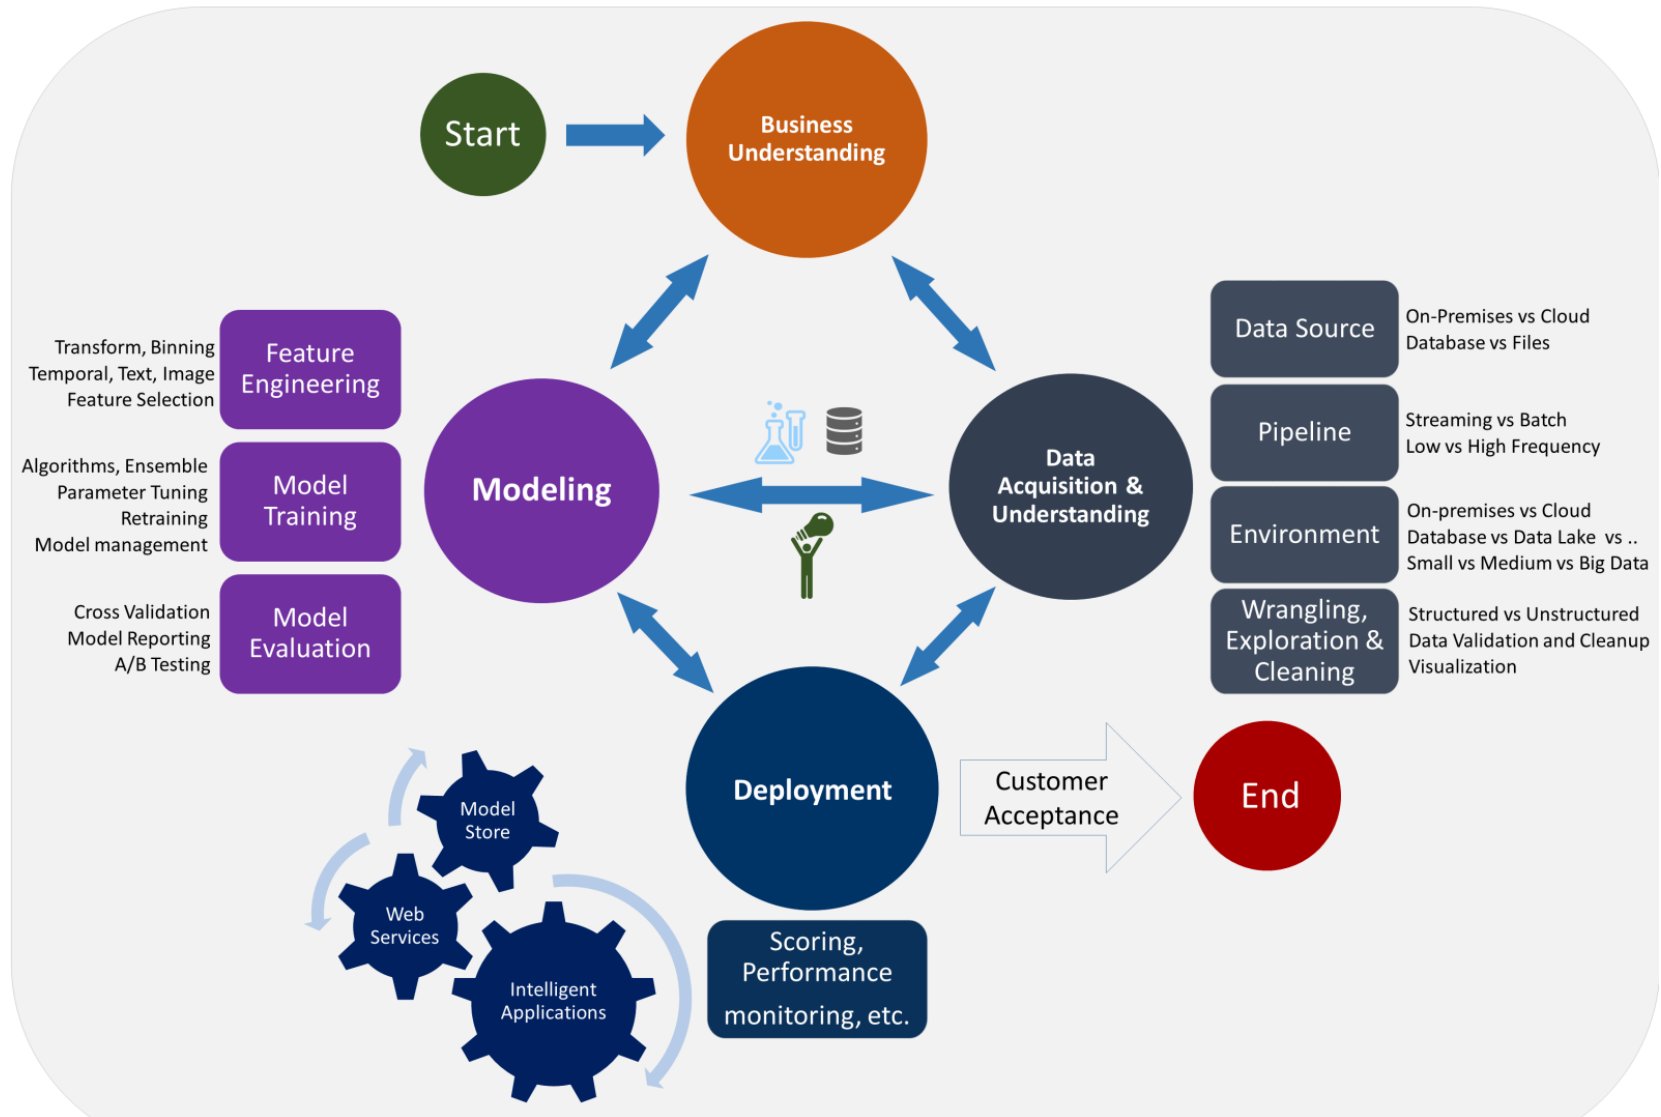 Start
Business
Understanding
Feature
Engineering
Transform, Binning
Temporal, Text, Image
Feature Selection
Model
Training
Algorithms, Ensemble
Parameter Tuning
Retraining
Model management
Model
Evaluation
Cross Validation
Model Reporting
A/B Testing
Modeling
Data
Acquisition &
Understanding
Data Source
On-Premises vs Cloud
Database vs Files
Pipeline
Streaming vs Batch
Low vs High Frequency
Environment
On-premises vs Cloud
Database vs Data Lake vs ..
Small vs Medium vs Big Data
Wrangling,
Exploration &
Cleaning
Structured vs Unstructured
Data Validation and Cleanup
Visualization
Model
Store
Web
Services
Intelligent
Applications
Deployment
Scoring,
Performance
monitoring, etc.
Customer
Acceptance
End